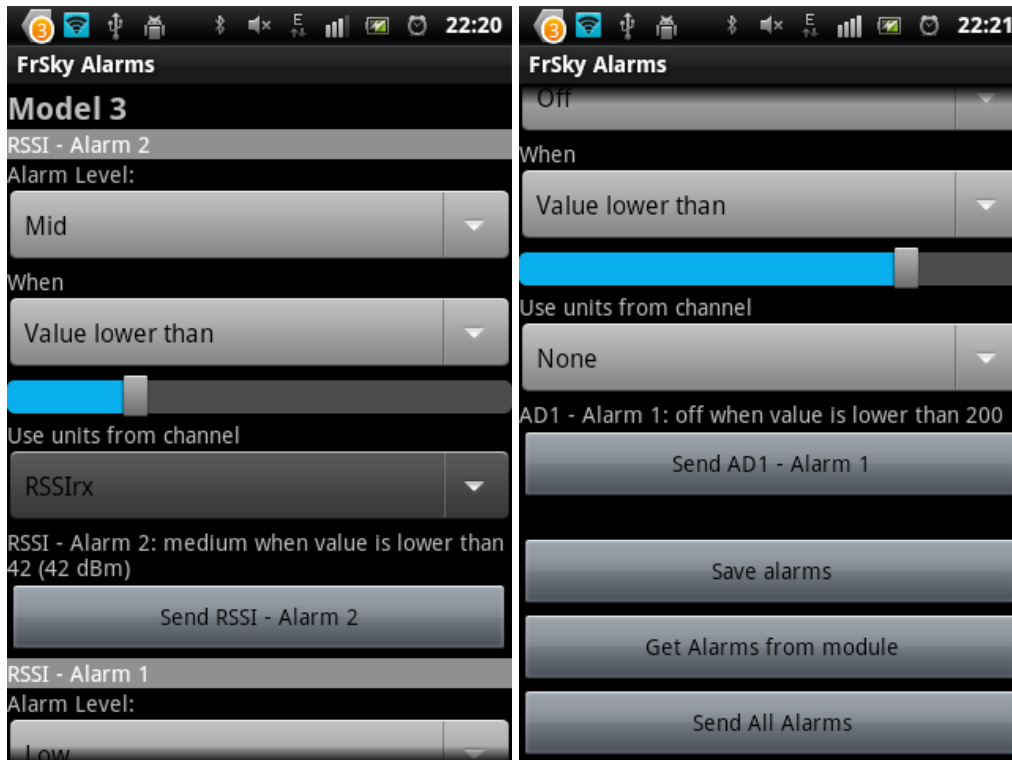 3
E
22:20
FrSky Alarms
Model 3
RSSI - Alarm 2
Alarm Level:
Mid
When
Value lower than
Use units from channel
RSSIrx
RSSI - Alarm 2: medium when value is lower than
42 (42 dBm)
Send RSSI - Alarm 2
RSSI - Alarm 1
Alarm Level:
Low
3
E
22:21
FrSky Alarms
Off
When
Value lower than
Use units from channel
None
AD1 - Alarm 1: off when value is lower than 200
Send AD1 - Alarm 1
Save alarms
Get Alarms from module
Send All Alarms